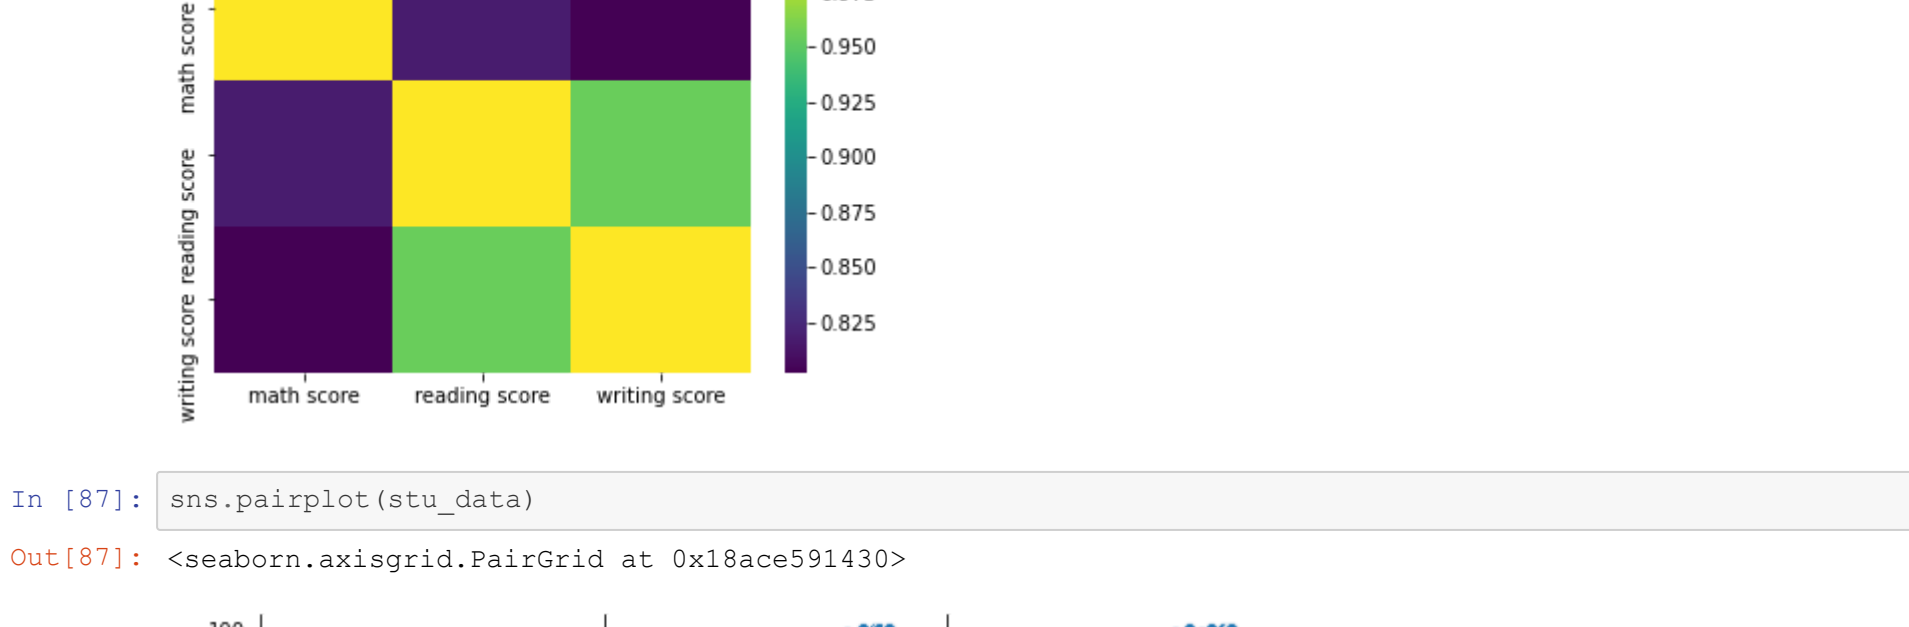 math score
0.950
0.925
reading score
0.900
0.875
0.850
writing score
0.825
math score reading score writing score
In [87]: sns.pairplot(stu_data)
Out[87]: <seaborn.axisgrid.PairGrid at 0x18ace591430>